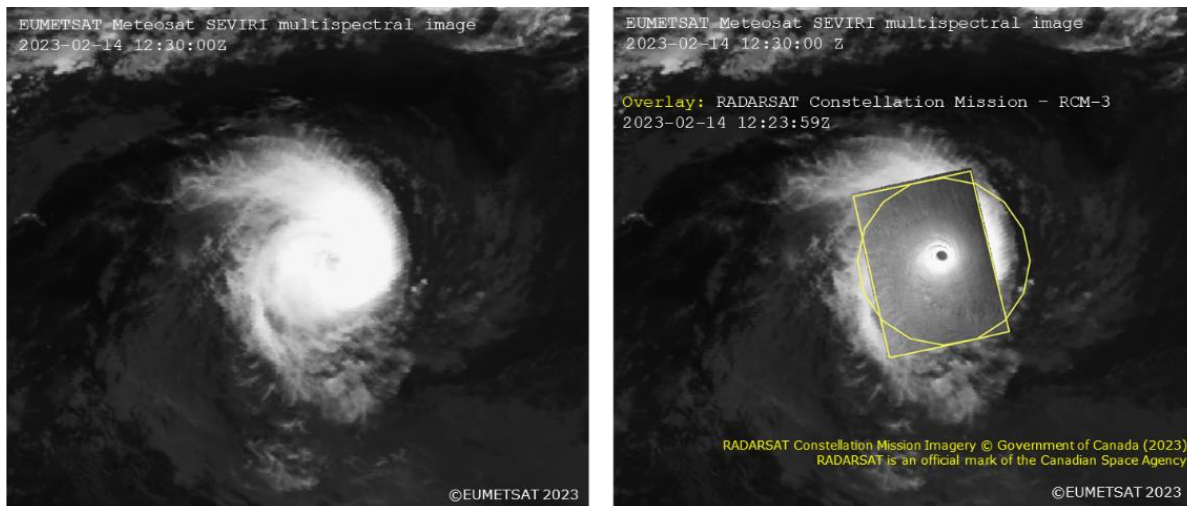 EUMETSAT Meteosat SEVIRI multispectral image
2023-02-14 12:30:00Z
©EUMETSAT 2023
EUMETSAT Meteosat SEVIRI multispectral image
2023-02-14 12:30:00 Z
Overlay: RADARSAT Constellation Mission – RCM-3
2023-02-14 12:23:59Z
RADARSAT Constellation Mission Imagery © Government of Canada (2023)
RADARSAT is an official mark of the Canadian Space Agency
©EUMETSAT 2023